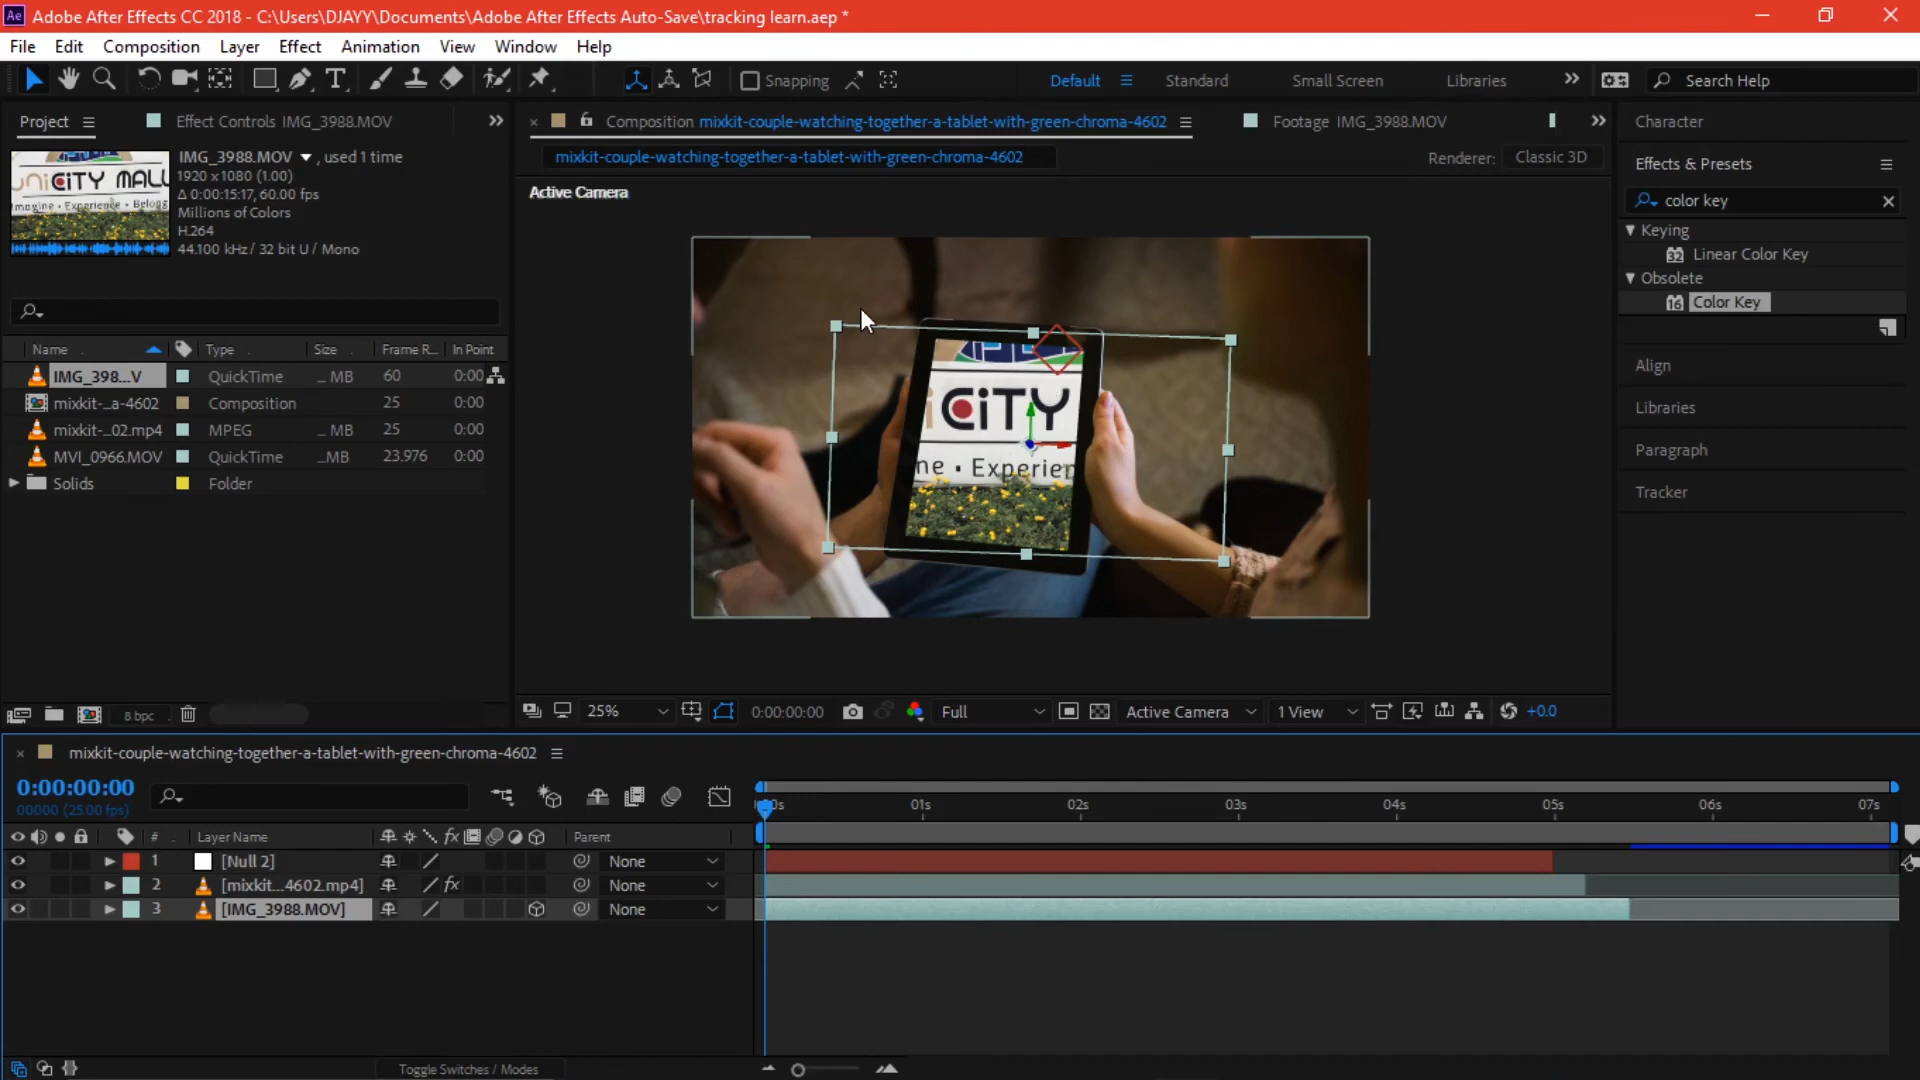 Ae Adobe After Effects CC 2018 - C:\Users\DJAYY\Documents\Adobe After Effects Auto-Save\tracking learn.aep *
File Edit Composition Layer Effect Animation View Window Help
Snapping Default Standard Small Screen Libraries Search Help
Project Effect Controls IMG_3988.MOV
Composition mixkit-couple-watching-together-a-tablet-with-green-chroma-4602 Footage IMG_3988.MOV
mixkit-couple-watching-together-a-tablet-with-green-chroma-4602 Renderer: Classic 3D
Active Camera
IMG_3988.MOV , used 1 time
1920 x 1080 (1.00)
Δ 0:00:15:17, 60.00 fps
Millions of Colors
H.264
44.100 kHz / 32 bit U / Mono
UNiCiTY MALL
Imagine • Experience • Belogg
Name Type Size Frame R... In Point
IMG_398...V QuickTime ... MB 60 0:00
mixkit-...a-4602 Composition 25 0:00
mixkit-...02.mp4 MPEG ... MB 25 0:00
MVI_0966.MOV QuickTime ...MB 23.976 0:00
Solids Folder
8 bpc
CiTY
ne • Experien
25% 0:00:00:00 Full Active Camera 1 View +0.0
Character
Effects & Presets
color key
Keying
32 Linear Color Key
Obsolete
16 Color Key
Align
Libraries
Paragraph
Tracker
mixkit-couple-watching-together-a-tablet-with-green-chroma-4602
0:00:00:00
00000 (25.00 fps)
00s 01s 02s 03s 04s 05s 06s 07s
# Layer Name fx Parent
1 [Null 2] None
2 [mixkit...4602.mp4] fx None
3 [IMG_3988.MOV] None
Toggle Switches / Modes